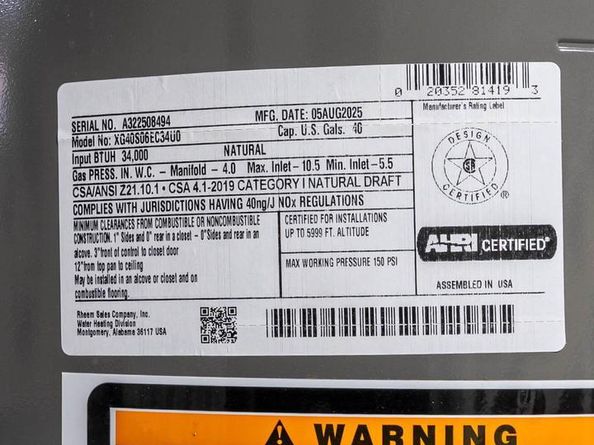 0 20352 81419 3
SERIAL NO. A322508494 MFG. DATE: 05AUG2025
Manufacturer's Rating Label
Model No: XG40S06EC34U0 Cap. U.S. Gals. 40
Input BTUH 34,000 NATURAL
Gas PRESS. IN. W.C. - Manifold - 4.0 Max. Inlet - 10.5 Min. Inlet - 5.5
CSA/ANSI Z21.10.1 • CSA 4.1-2019 CATEGORY I NATURAL DRAFT
COMPLIES WITH JURISDICTIONS HAVING 40ng/J NOx REGULATIONS
DESIGN
CERTIFIED
®
MINIMUM CLEARANCES FROM COMBUSTIBLE OR NONCOMBUSTIBLE
CONSTRUCTION. 1" Sides and 0" rear in a closet - 0"Sides and rear in an
alcove. 3"front of control to closet door
12"from top pan to ceiling
May be installed in an alcove or closet and on
combustible flooring.
CERTIFIED FOR INSTALLATIONS
UP TO 5999 FT. ALTITUDE
MAX WORKING PRESSURE 150 PSI
AHRI CERTIFIED®
ASSEMBLED IN USA
Rheem Sales Company, Inc.
Water Heating Division
Montgomery, Alabama 36117 USA
WARNING